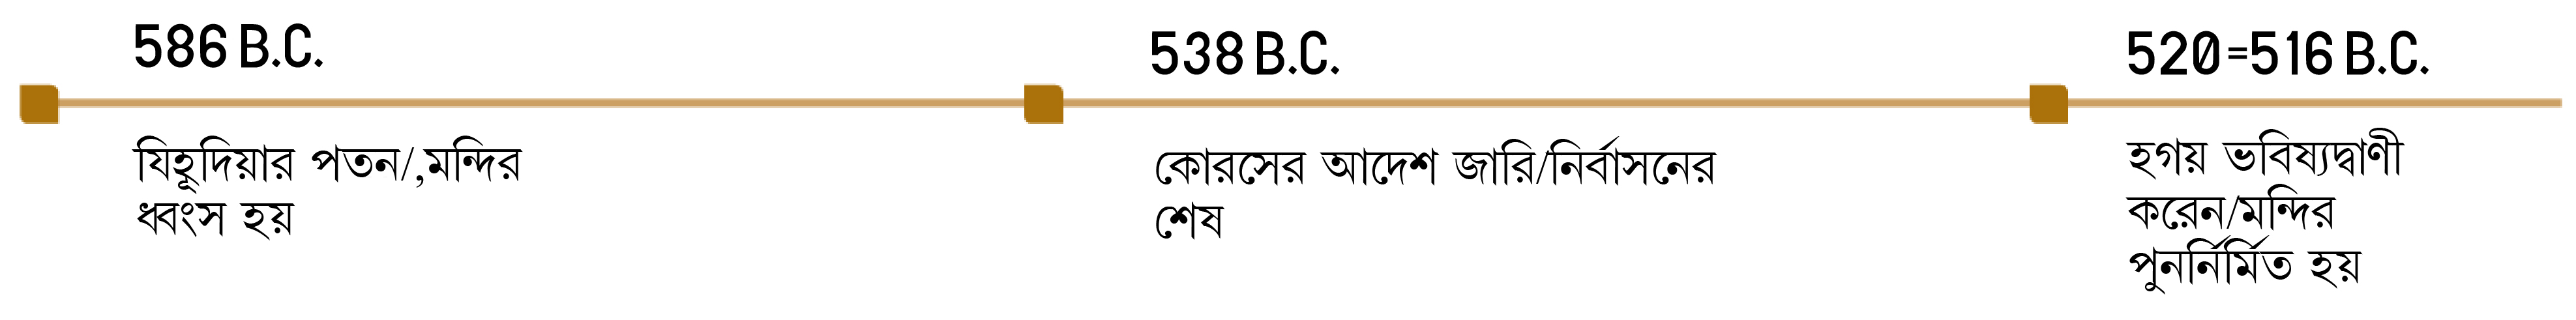 586 B.C.
যিহূদিয়ার পতন/,মন্দির
ধ্বংস হয়
538 B.C.
কোরসের আদেশ জারি/নির্বাসনের
শেষ
520=516 B.C.
হগয় ভবিষ্যদ্বাণী
করেন/মন্দির
পুনর্নির্মিত হয়